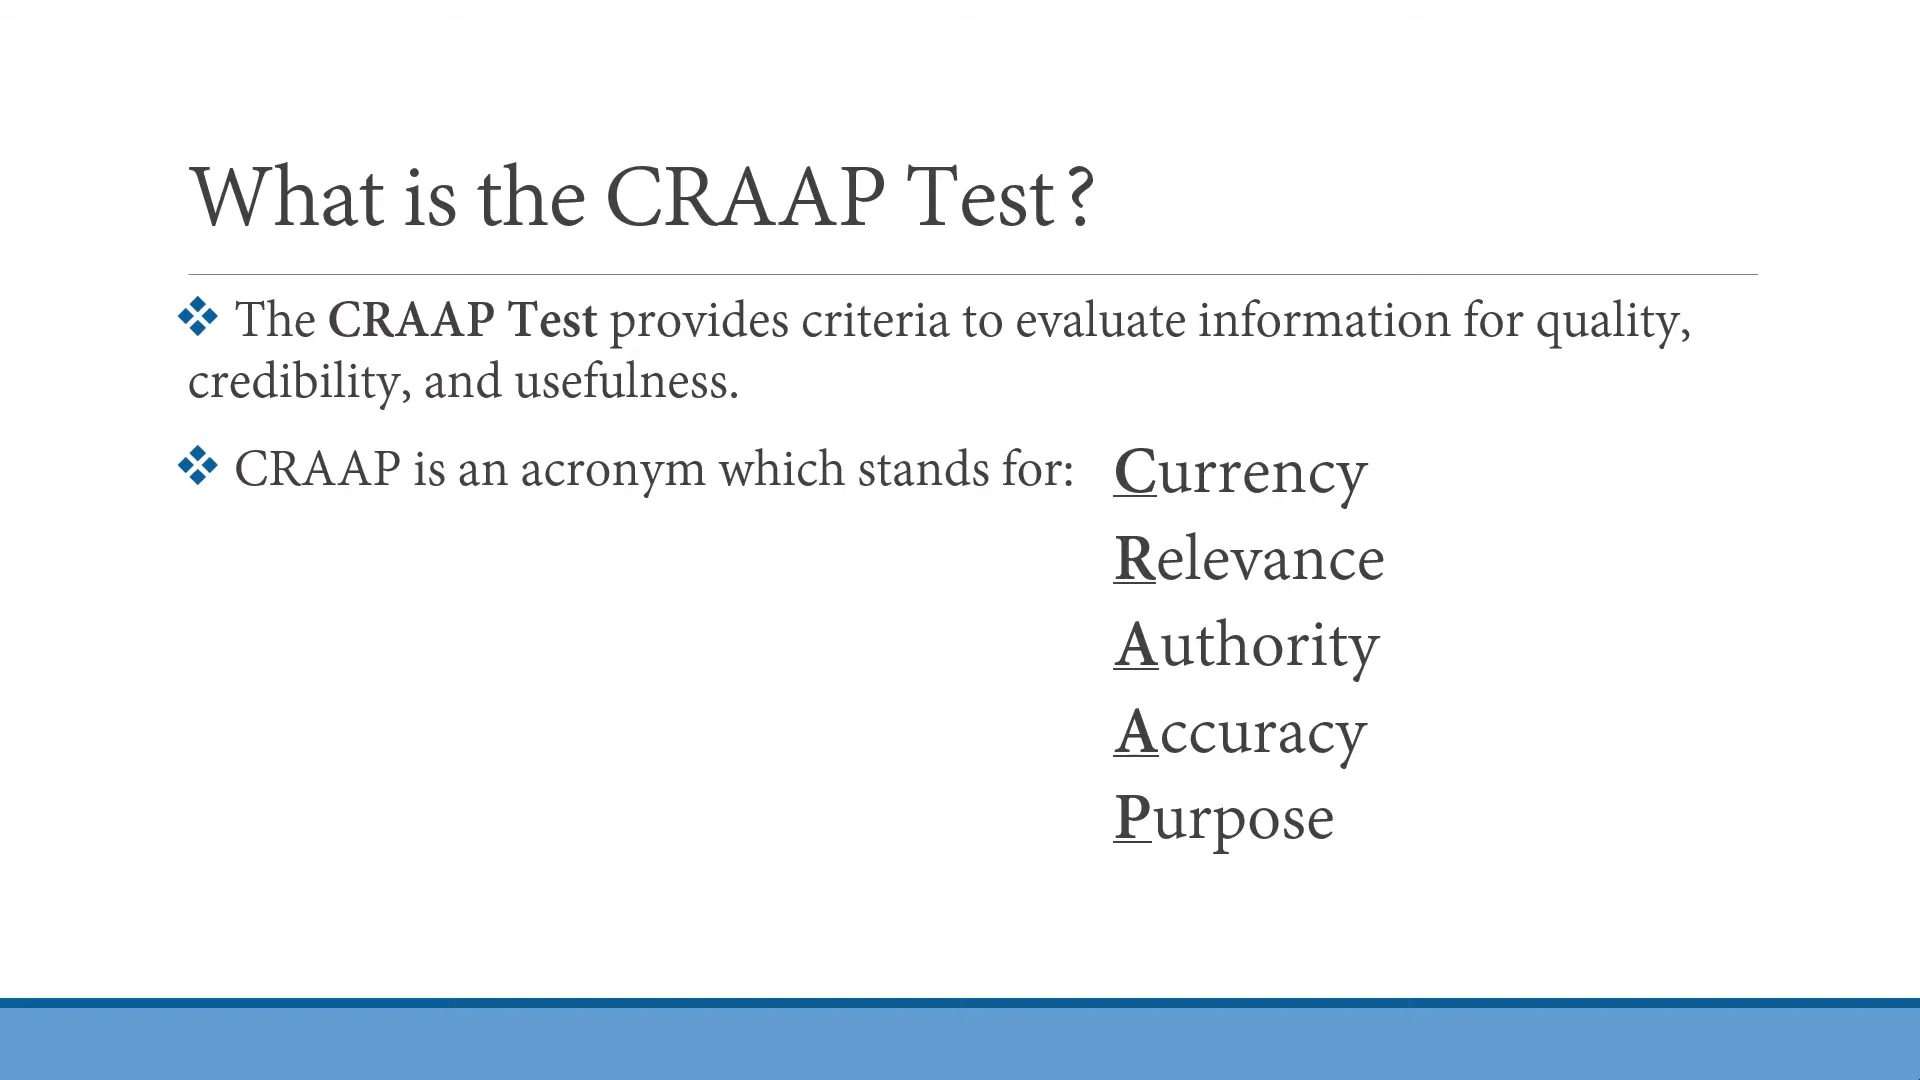 What is the CRAAP Test?
❖ The CRAAP Test provides criteria to evaluate information for quality,
credibility, and usefulness.
❖ CRAAP is an acronym which stands for: Currency
Relevance
Authority
Accuracy
Purpose